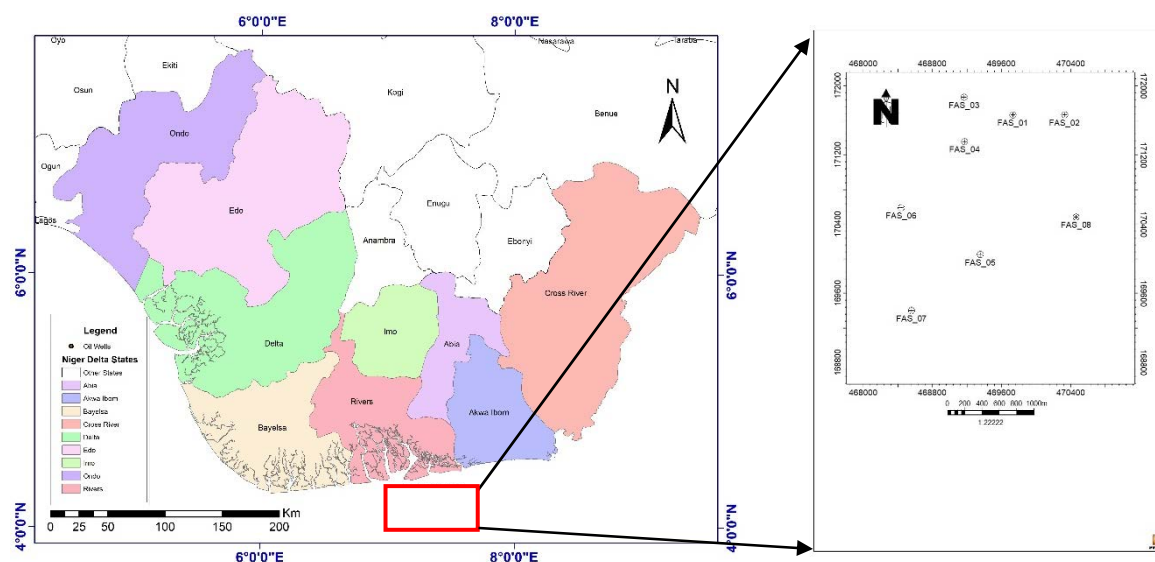 6°0'0"E 8°0'0"E
Oyo
Ekiti
Nasarawa
Taraba
Osun
Kogi
N
Benue
Ondo
Ogun
Enugu
Lagos
Edo
Anambra
Ebonyi
6°0'0"N
6°0'0"N
Cross River
Imo
Abia
Delta
Legend
Oil Wells
Niger Delta States
Other States
Abia
Akwa Ibom
Bayelsa
Cross River
Delta
Edo
Imo
Ondo
Rivers
Rivers
Akwa Ibom
Bayelsa
Km
0 25 50 100 150 200
4°0'0"N
4°0'0"N
6°0'0"E 8°0'0"E
468000 468800 469600 470400
172000
172000
N
FAS_03
FAS_01
FAS_02
FAS_04
171200
171200
FAS_06
170400
170400
FAS_08
FAS_05
169600
169600
FAS_07
168800
168800
468000 468800 469600 470400
0 200 400 600 800 1000m
1:22222